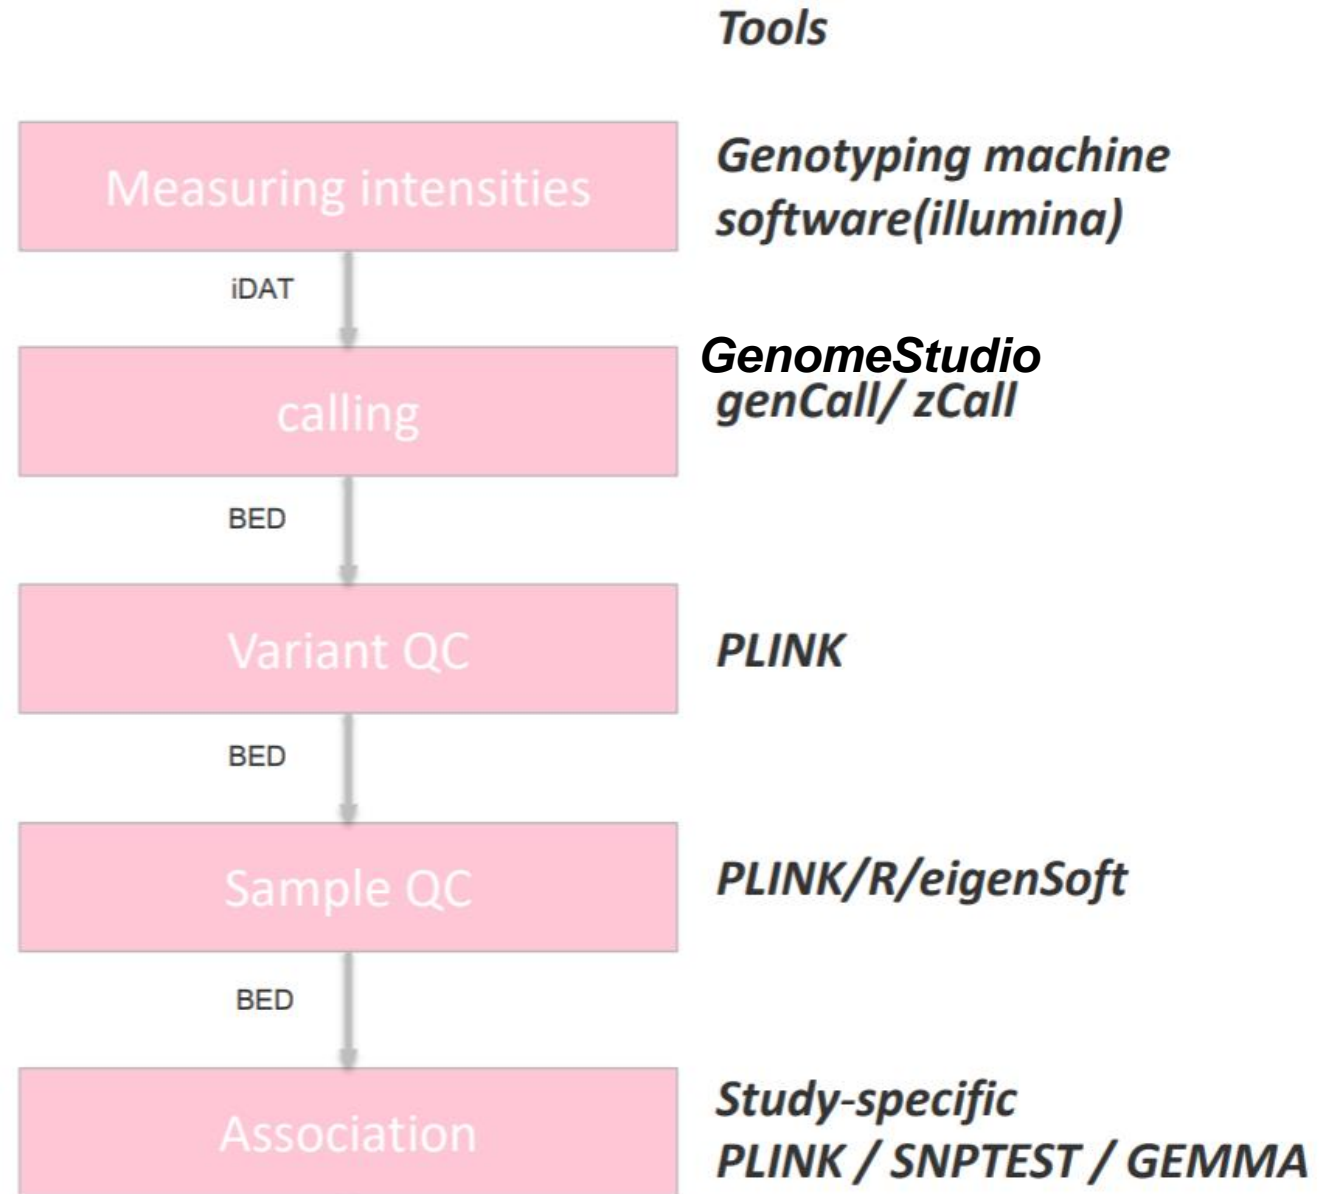 Tools
Measuring intensities
Genotyping machine
software(illumina)
iDAT
GenomeStudio
calling
genCall/ zCall
BED
Variant QC
PLINK
BED
Sample QC
PLINK/R/eigenSoft
BED
Association
Study-specific
PLINK / SNPTEST / GEMMA